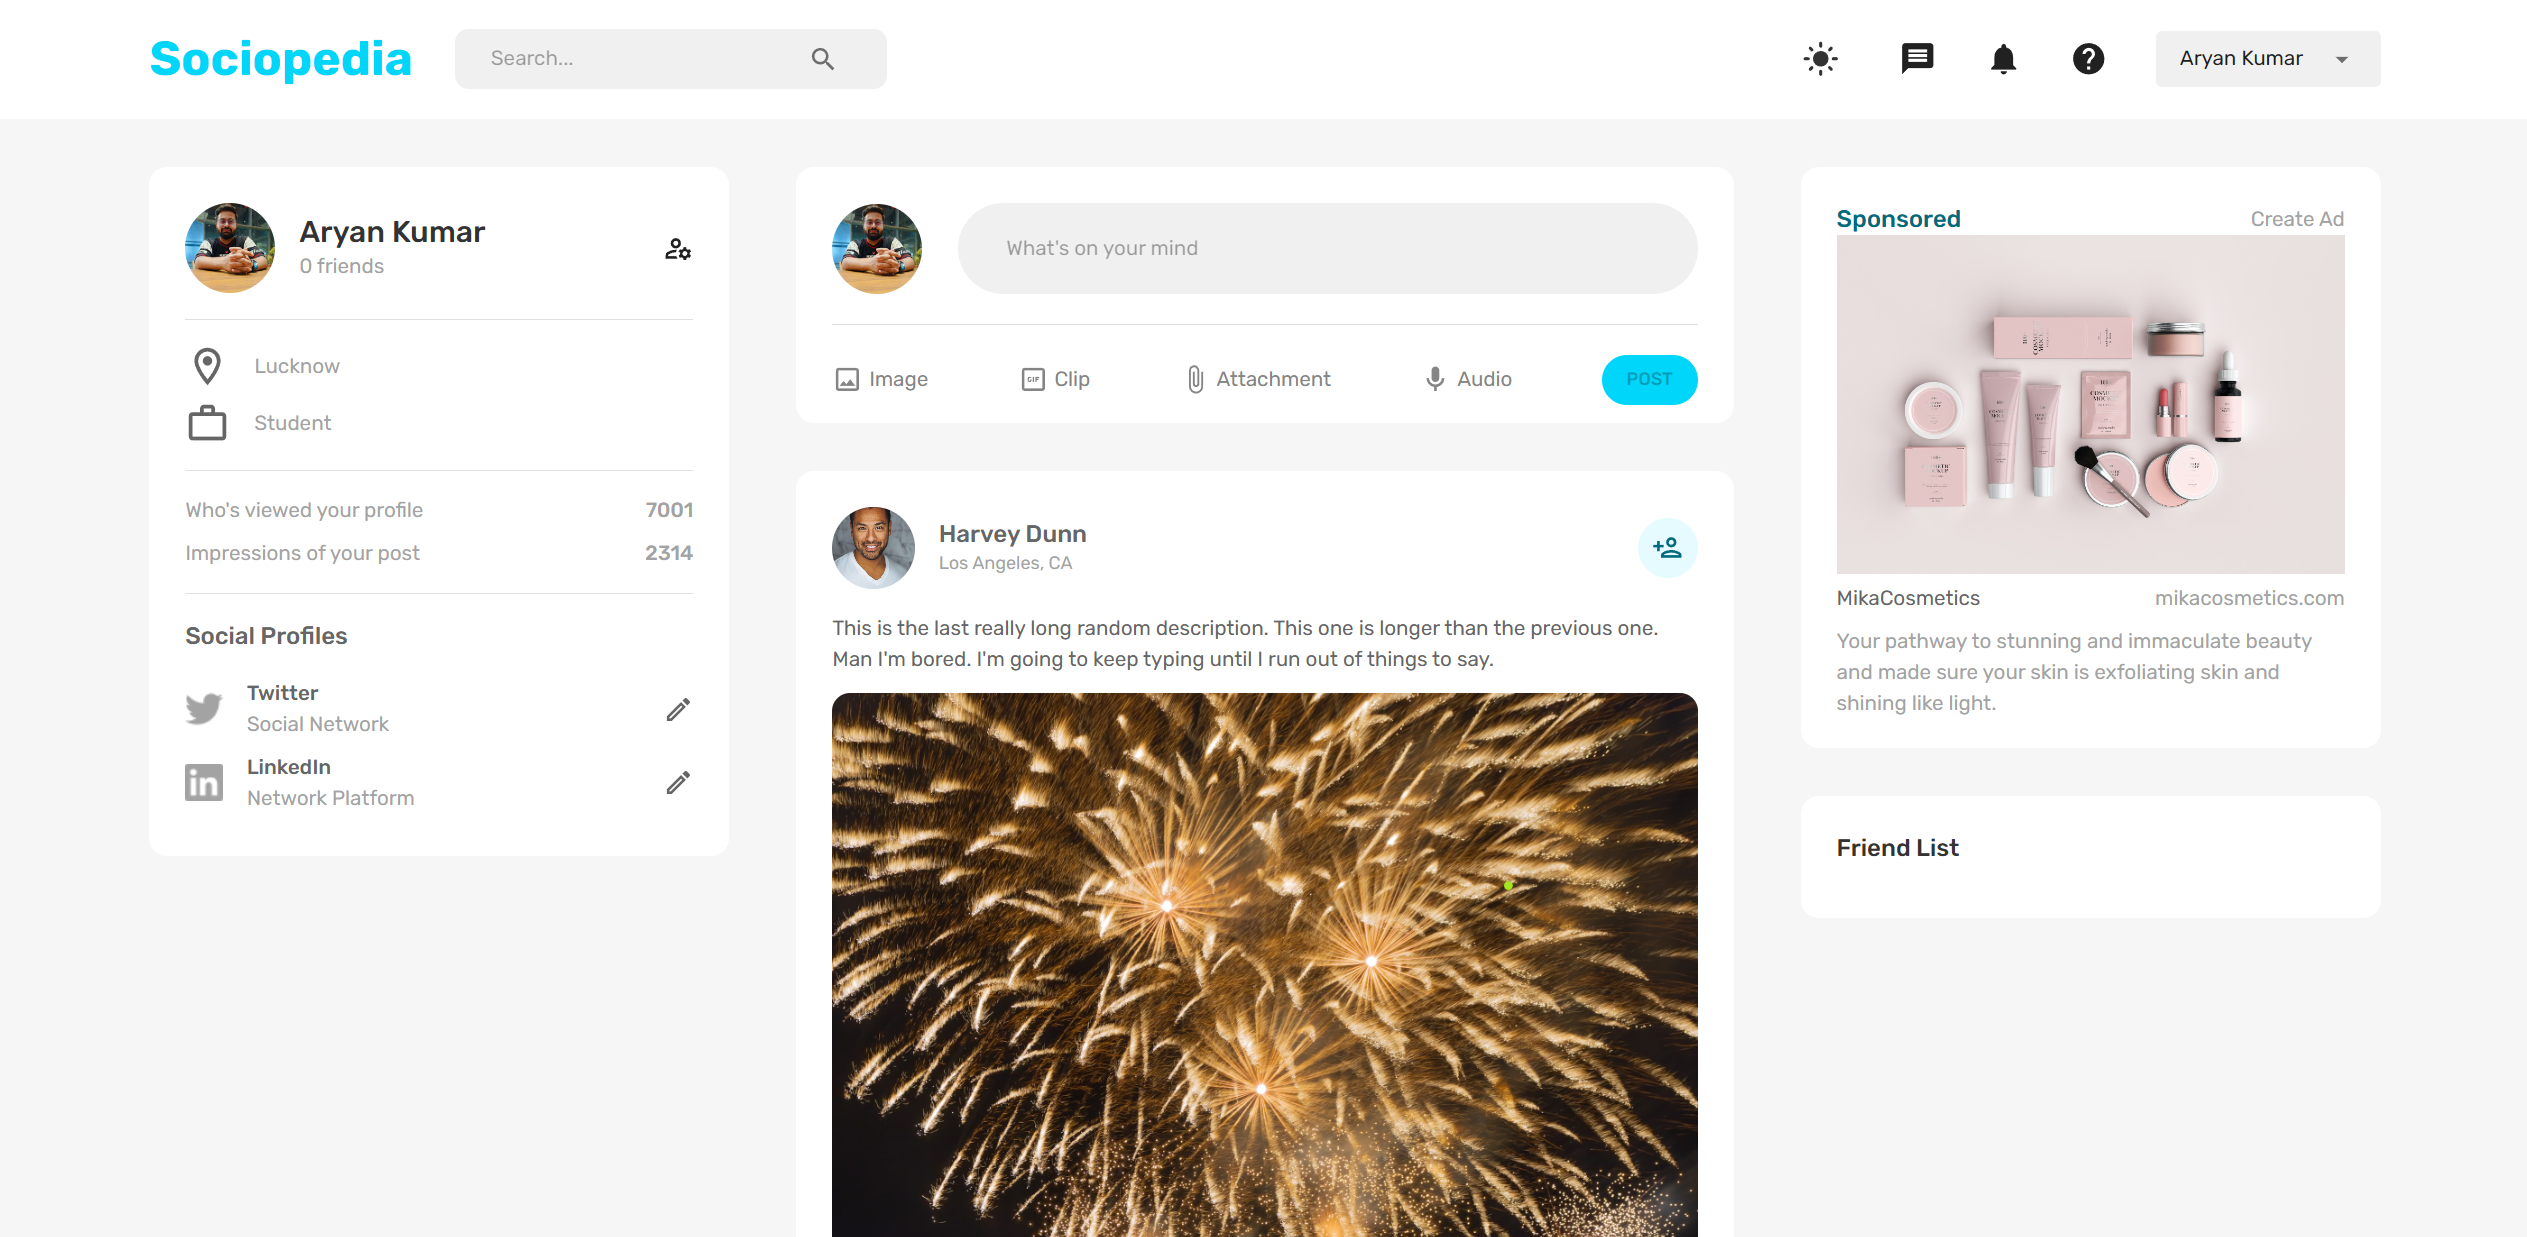 Sociopedia
Search...
Aryan Kumar
Aryan Kumar
0 friends
Lucknow
Student
Who's viewed your profile 7001
Impressions of your post 2314
Social Profiles
Twitter
Social Network
LinkedIn
Network Platform
What's on your mind
Image
GIF
Clip
Attachment
Audio
POST
Harvey Dunn
Los Angeles, CA
This is the last really long random description. This one is longer than the previous one.
Man I'm bored. I'm going to keep typing until I run out of things to say.
Sponsored
Create Ad
MikaCosmetics
mikacosmetics.com
Your pathway to stunning and immaculate beauty
and made sure your skin is exfoliating skin and
shining like light.
Friend List